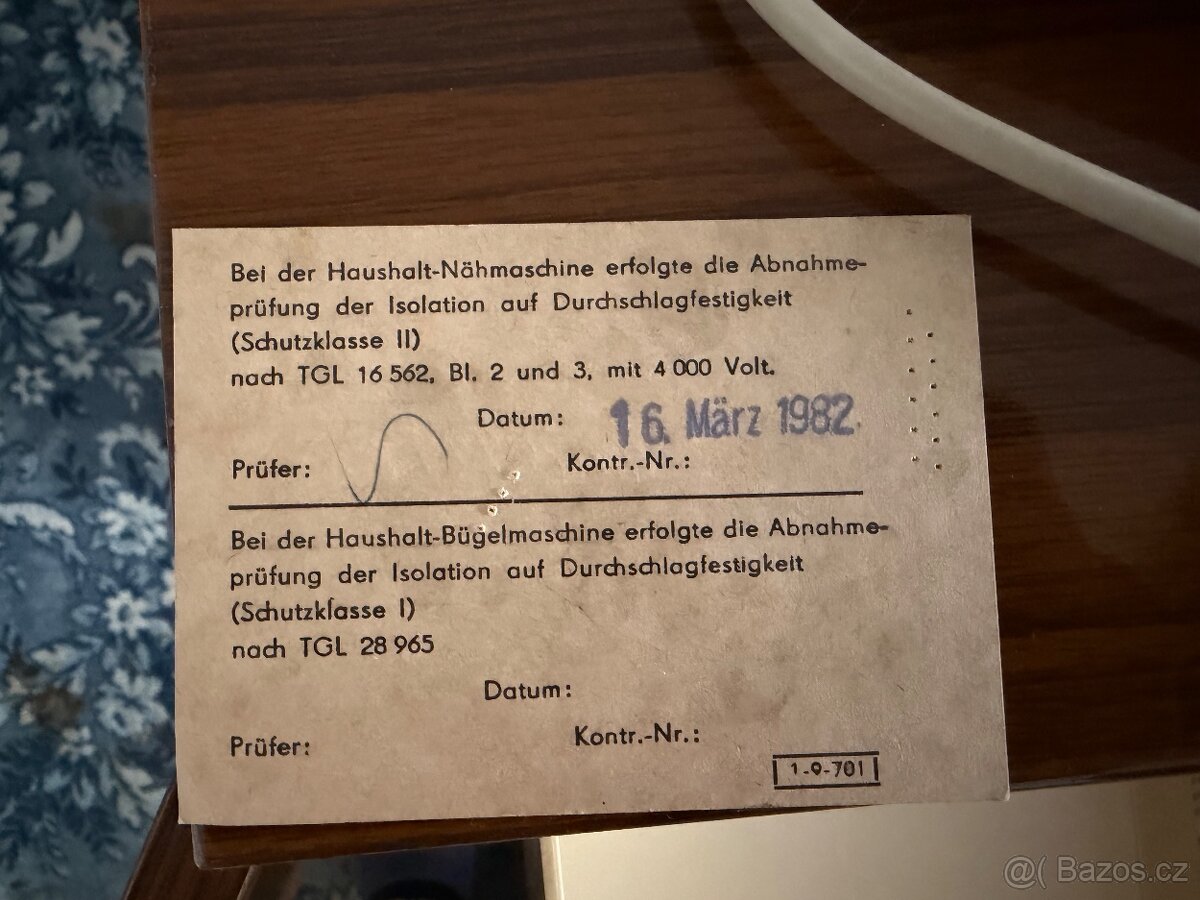 Bei der Haushalt-Nähmaschine erfolgte die Abnahme-
prüfung der Isolation auf Durchschlagfestigkeit
(Schutzklasse II)
nach TGL 16 562, Bl. 2 und 3, mit 4 000 Volt.
Datum: 16. März 1982
Prüfer: Kontr.-Nr.:
Bei der Haushalt-Bügelmaschine erfolgte die Abnahme-
prüfung der Isolation auf Durchschlagfestigkeit
(Schutzklasse I)
nach TGL 28 965
Datum:
Prüfer: Kontr.-Nr.:
1-9-701
@( Bazos.cz